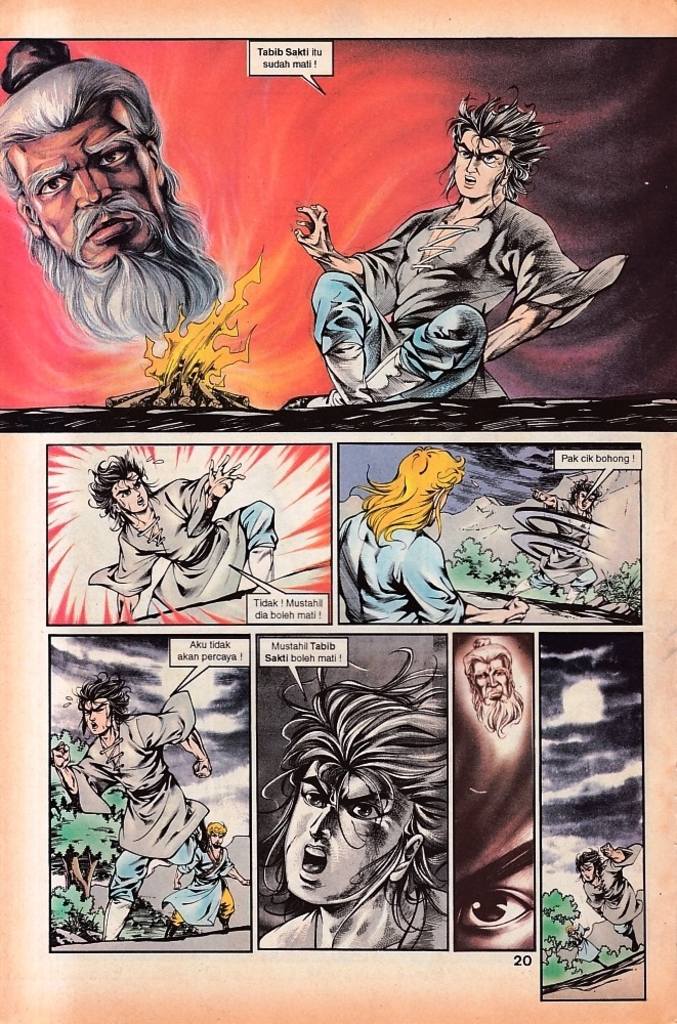 Tabib Sakti itu
sudah mati !
Tidak ! Mustahil
dia boleh mati !
Pak cik bohong !
Aku tidak
akan percaya !
Mustahil Tabib
Sakti boleh mati !
20